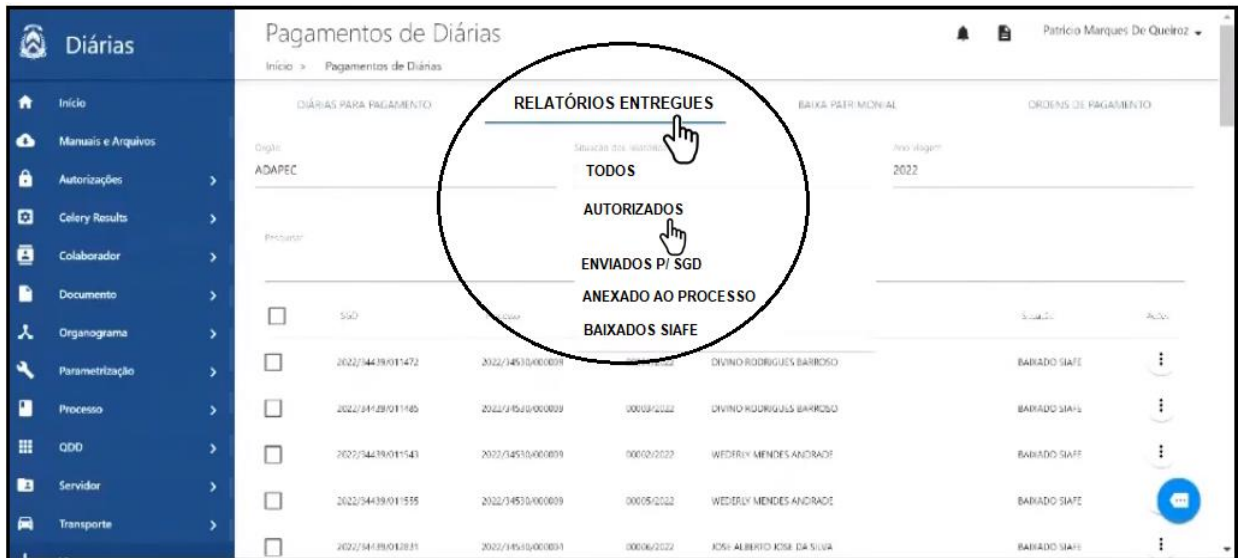 Diárias
Pagamentos de Diárias
Patricio Marques De Queiroz
Início > Pagamentos de Diárias
Início
Manuais e Arquivos
Autorizações
Celery Results
Colaborador
Documento
Organograma
Parametrização
Processo
QDD
Servidor
Transporte
DIÁRIAS PARA PAGAMENTO
RELATÓRIOS ENTREGUES
BAIXA PATRIMONIAL
ORDENS DE PAGAMENTO
Órgão
ADAPEC
Situação dos
Ano Viagem
2022
TODOS
AUTORIZADOS
ENVIADOS P/ SGD
ANEXADO AO PROCESSO
BAIXADOS SIAFE
Pesquisar
SGD
Situação
Ações
2022/34439/011472 2022/34530/000009 DIVINO RODRIGUES BARROSO BAIXADO SIAFE
2022/34439/011485 2022/34530/000009 00003/2022 DIVINO RODRIGUES BARROSO BAIXADO SIAFE
2022/34439/011543 2022/34530/000009 00002/2022 WEDERLY MENDES ANDRADE BAIXADO SIAFE
2022/34439/011555 2022/34530/000009 00005/2022 WEDERLY MENDES ANDRADE BAIXADO SIAFE
2022/34439/012831 00006/2022 JOSE ALBERTO JOSE DA SILVA BAIXADO SIAFE